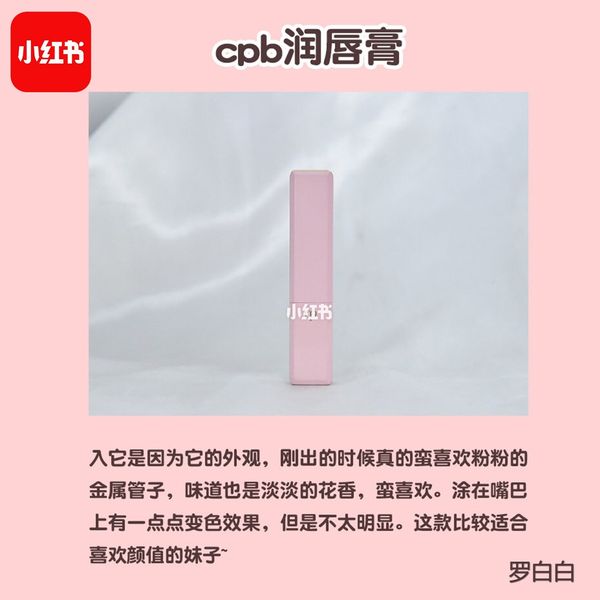 小红书
cpb润唇膏
小红书
入它是因为它的外观，刚出的时候真的蛮喜欢粉粉的
金属管子，味道也是淡淡的花香，蛮喜欢。涂在嘴巴
上有一点点变色效果，但是不太明显。这款比较适合
喜欢颜值的妹子~
罗白白